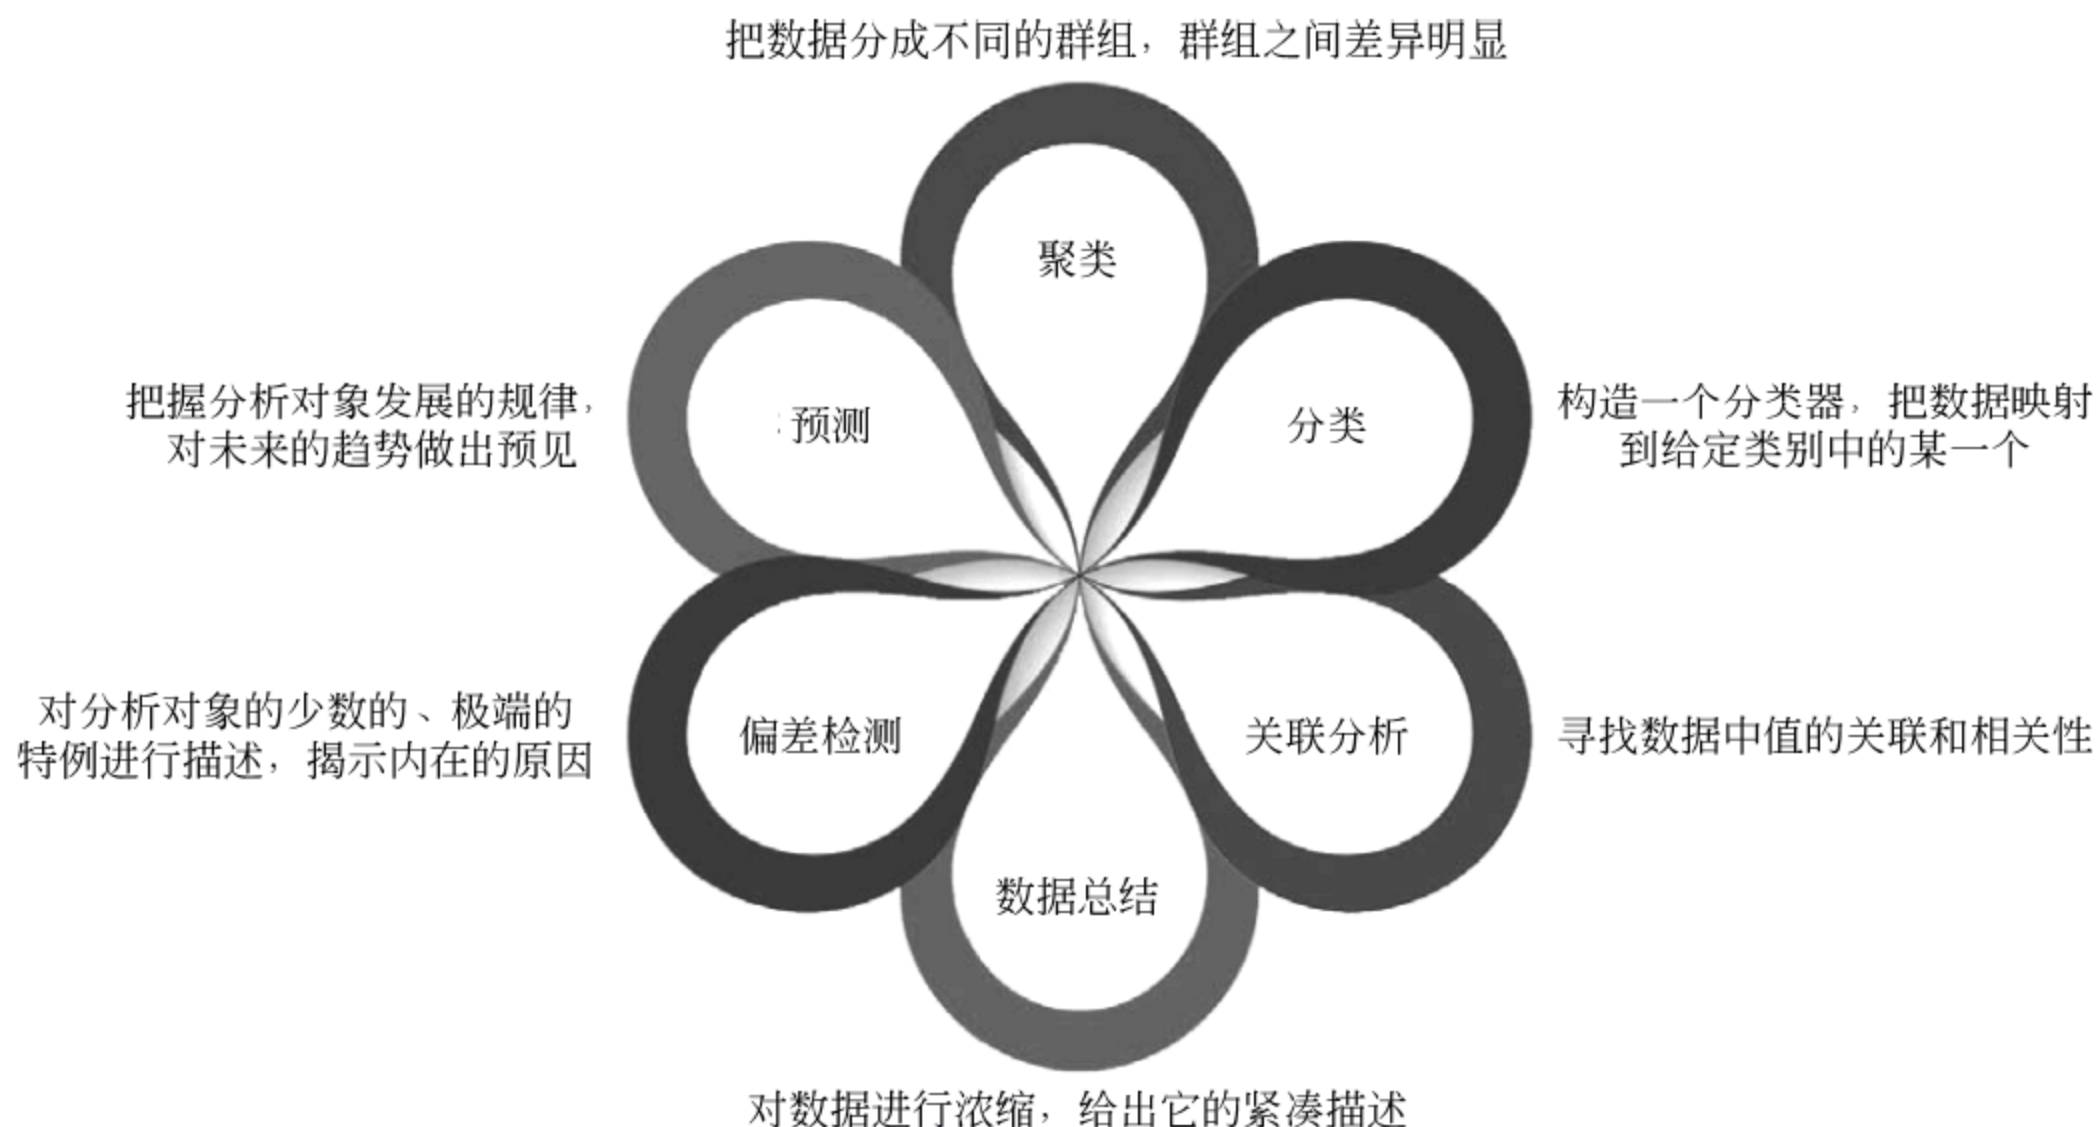 把数据分成不同的群组，群组之间差异明显
聚类
预测
分类
把握分析对象发展的规律，
对未来的趋势做出预见
构造一个分类器，把数据映射
到给定类别中的某一个
偏差检测
关联分析
对分析对象的少数的、极端的
特例进行描述，揭示内在的原因
寻找数据中值的关联和相关性
数据总结
对数据进行浓缩，给出它的紧凑描述